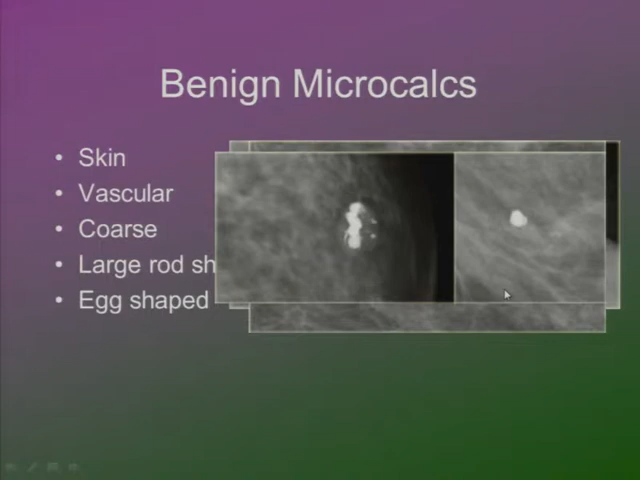 Benign Microcalcs
• Skin
• Vascular
• Coarse
• Large rod sh
• Egg shaped